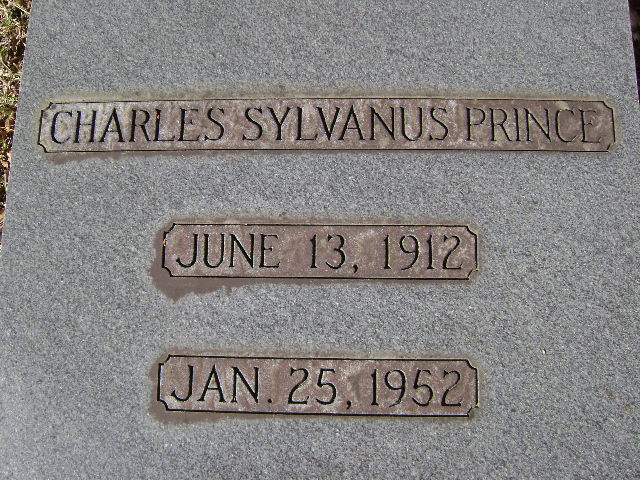 CHARLES SYLVANUS PRINCE
JUNE 13, 1912
JAN. 25, 1952